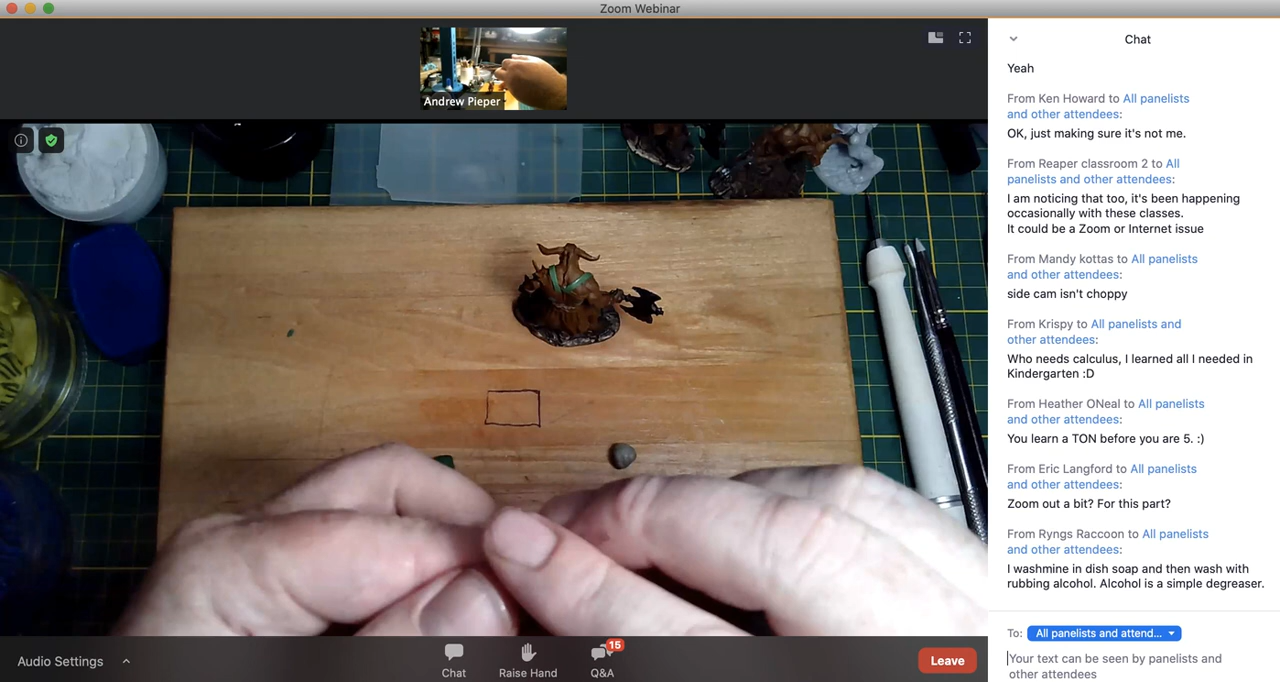 Zoom Webinar
Andrew Pieper
Chat
Yeah
From Ken Howard to All panelists
and other attendees:
OK, just making sure it's not me.
From Reaper classroom 2 to All
panelists and other attendees:
I am noticing that too, it's been happening
occasionally with these classes.
It could be a Zoom or Internet issue
From Mandy kottas to All panelists
and other attendees:
side cam isn't choppy
From Krispy to All panelists and
other attendees:
Who needs calculus, I learned all I needed in
Kindergarten :D
From Heather ONeal to All panelists
and other attendees:
You learn a TON before you are 5. :)
From Eric Langford to All panelists
and other attendees:
Zoom out a bit? For this part?
From Ryngs Raccoon to All panelists
and other attendees:
I washmine in dish soap and then wash with
rubbing alcohol. Alcohol is a simple degreaser.
To: All panelists and attend...
Your text can be seen by panelists and
other attendees
Audio Settings
Chat
Raise Hand
15
Q&A
Leave